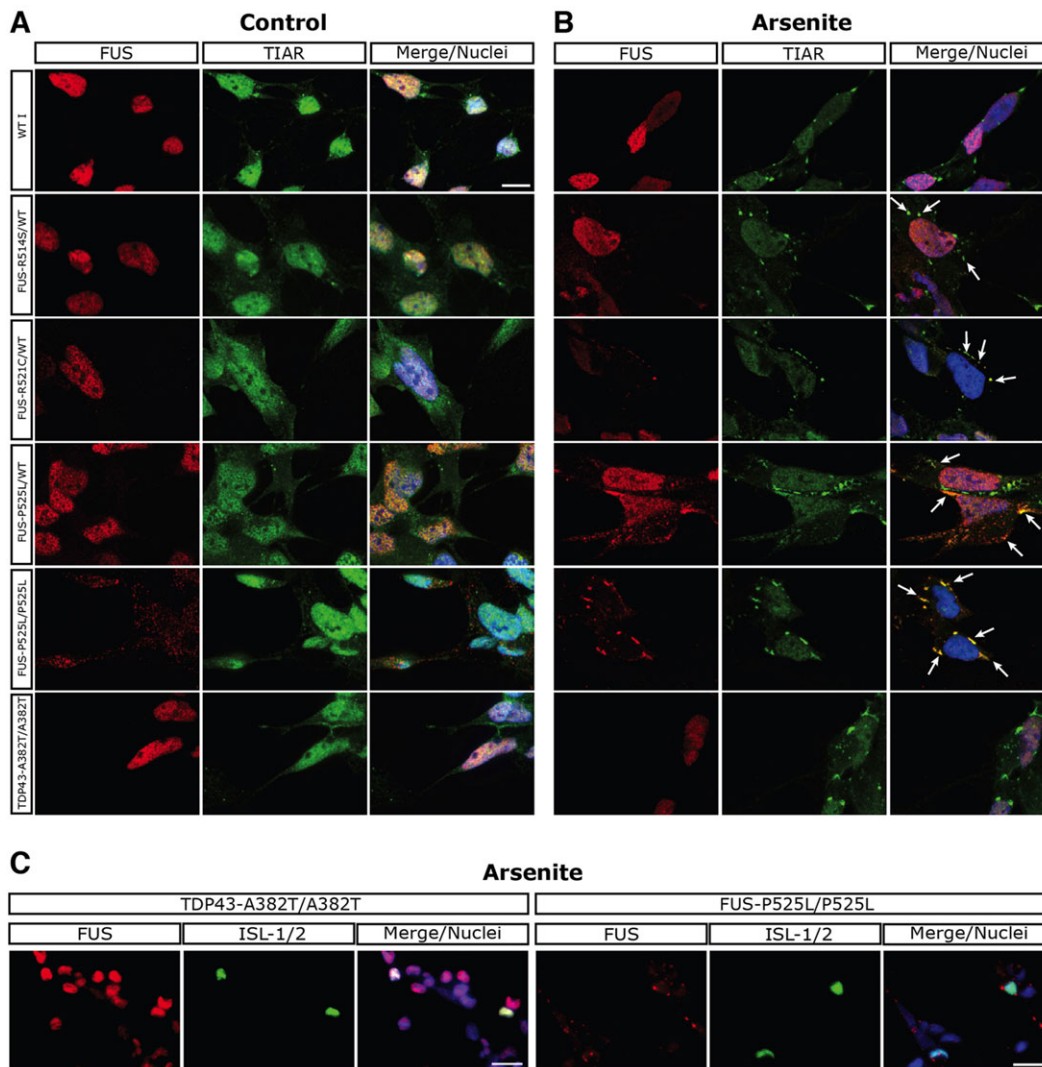 A
Control
B
Arsenite
FUS
TIAR
Merge/Nuclei
FUS
TIAR
Merge/Nuclei
WT I
FUS-R514S/WT
FUS-R521C/WT
FUS-P525L/WT
FUS-P525L/P525L
TDP43-A382T/A382T
C
Arsenite
TDP43-A382T/A382T
FUS-P525L/P525L
FUS
ISL-1/2
Merge/Nuclei
FUS
ISL-1/2
Merge/Nuclei